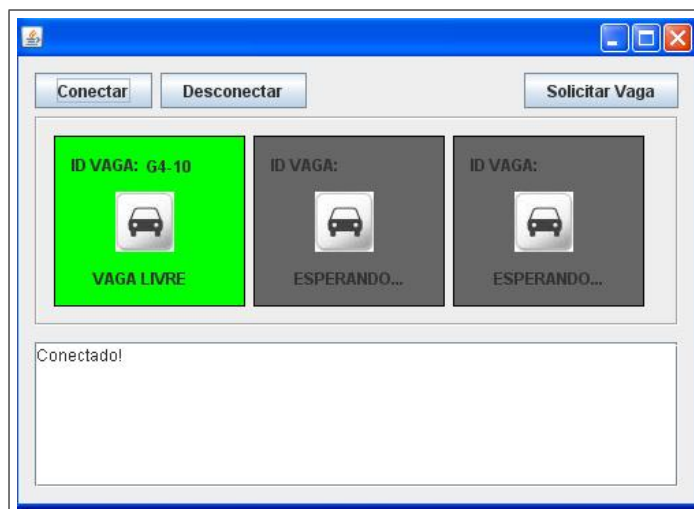 Conectar Desconectar Solicitar Vaga
ID VAGA: G4-10 ID VAGA: ID VAGA:
VAGA LIVRE ESPERANDO... ESPERANDO...
Conectado!